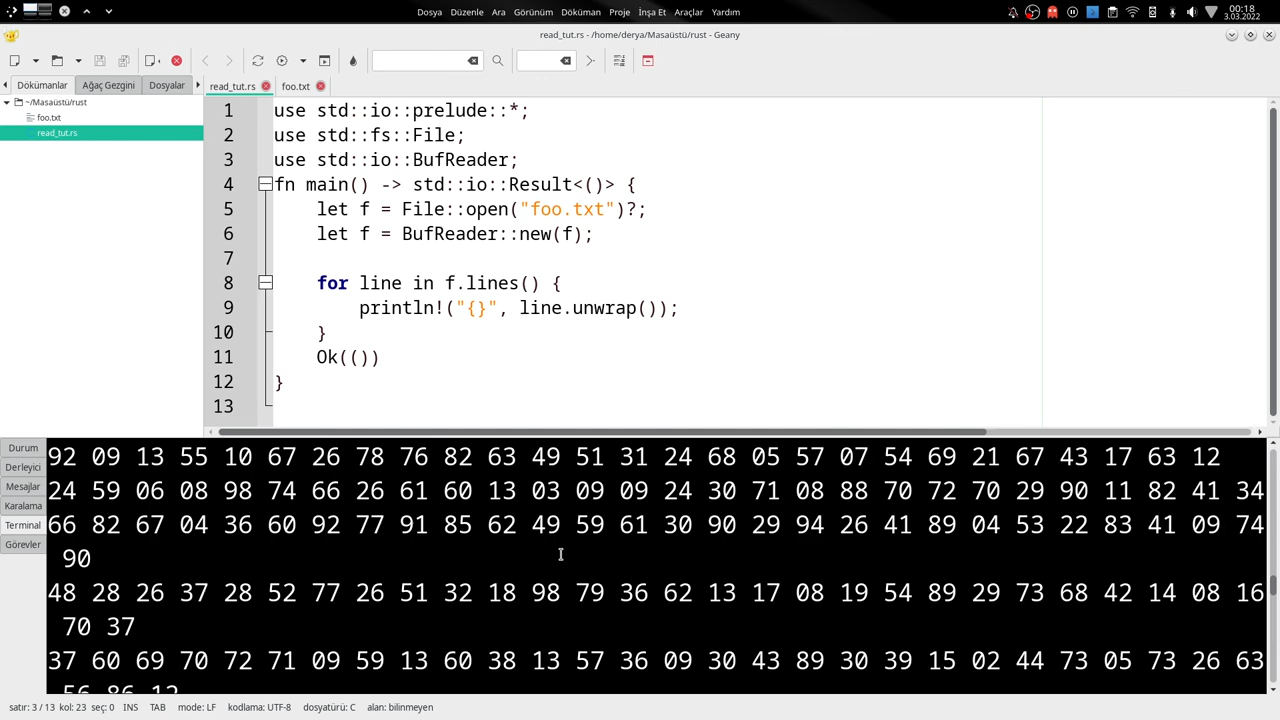 Dosya Düzenle Ara Görünüm Döküman Proje İnşa Et Araçlar Yardım
00:18
3.03.2022
read_tut.rs - /home/derya/Masaüstü/rust - Geany
Dökümanlar Ağaç Gezgini Dosyalar
read_tut.rs foo.txt
~/Masaüstü/rust
foo.txt
read_tut.rs
1 use std::io::prelude::*;
2 use std::fs::File;
3 use std::io::BufReader;
4 fn main() -> std::io::Result<()> {
5 let f = File::open("foo.txt")?;
6 let f = BufReader::new(f);
7
8 for line in f.lines() {
9 println!("{}", line.unwrap());
10 }
11 Ok(())
12 }
13
Durum
Derleyici
Mesajlar
Karalama
Terminal
Görevler
92 09 13 55 10 67 26 78 76 82 63 49 51 31 24 68 05 57 07 54 69 21 67 43 17 63 12
24 59 06 08 98 74 66 26 61 60 13 03 09 09 24 30 71 08 88 70 72 70 29 90 11 82 41 34
66 82 67 04 36 60 92 77 91 85 62 49 59 61 30 90 29 94 26 41 89 04 53 22 83 41 09 74
90
48 28 26 37 28 52 77 26 51 32 18 98 79 36 62 13 17 08 19 54 89 29 73 68 42 14 08 16
70 37
37 60 69 70 72 71 09 59 13 60 38 13 57 36 09 30 43 89 30 39 15 02 44 73 05 73 26 63
56 86 12
satır: 3 / 13 kol: 23 seç: 0 INS TAB mode: LF kodlama: UTF-8 dosyatürü: C alan: bilinmeyen